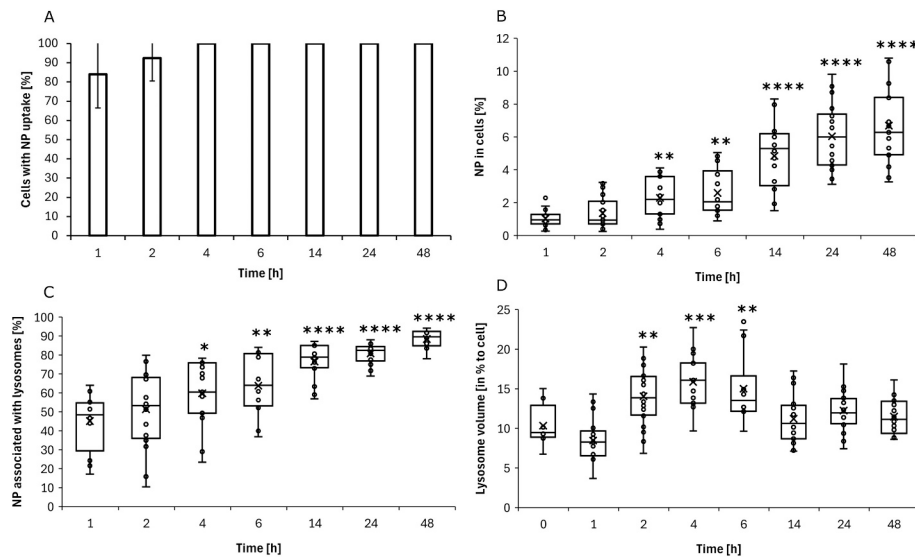 A
Cells with NP uptake [%]
100
90
80
70
60
50
40
30
20
10
0
1 2 4 6 14 24 48
Time [h]
B
NP in cells [%]
12
10
8
6
4
2
0
** ** **** **** ****
1 2 4 6 14 24 48
Time [h]
C
NP associated with lysosomes [%]
100
90
80
70
60
50
40
30
20
10
0
* ** **** **** ****
1 2 4 6 14 24 48
Time [h]
D
Lysosome volume [in % to cell]
25
20
15
10
5
0
** *** **
0 1 2 4 6 14 24 48
Time [h]